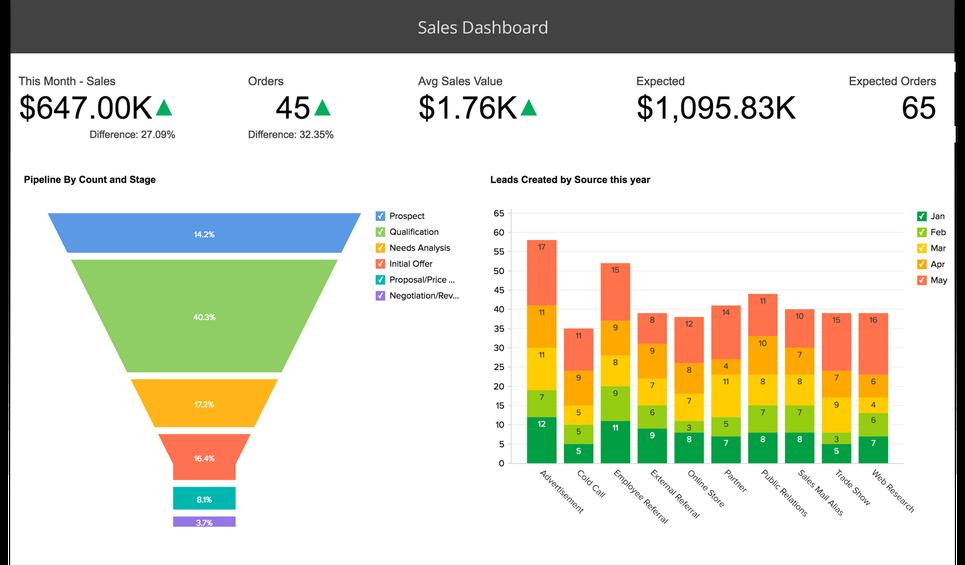 Sales Dashboard
This Month - Sales
$647.00K
Difference: 27.09%
Orders
45
Difference: 32.35%
Avg Sales Value
$1.76K
Expected
$1,095.83K
Expected Orders
65
Pipeline By Count and Stage
14.2%
40.3%
17.2%
16.4%
8.1%
3.7%
Prospect
Qualification
Needs Analysis
Initial Offer
Proposal/Price ...
Negotiation/Rev...
Leads Created by Source this year
65
60
55
50
45
40
35
30
25
20
15
10
5
0
17
11
11
7
12
11
9
5
5
5
15
9
8
9
11
8
9
7
6
9
12
8
7
3
8
14
4
11
5
7
11
10
8
7
8
10
7
8
7
8
15
7
9
3
5
16
6
4
6
7
Advertisement
Cold Call
Employee Referral
External Referral
Online Store
Partner
Public Relations
Sales Mail Alias
Trade Show
Web Research
Jan
Feb
Mar
Apr
May